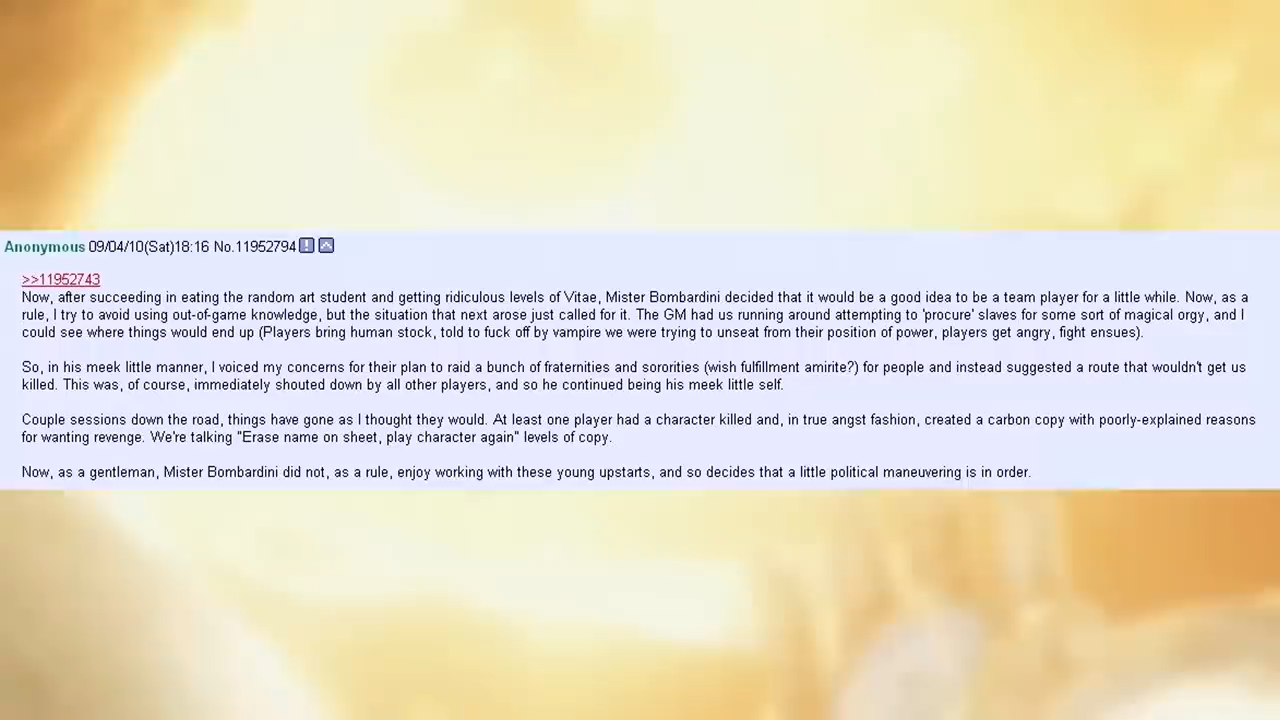 Anonymous 09/04/10(Sat)18:16 No.11952794
>>11952743
Now, after succeeding in eating the random art student and getting ridiculous levels of Vitae, Mister Bombardini decided that it would be a good idea to be a team player for a little while. Now, as a
rule, I try to avoid using out-of-game knowledge, but the situation that next arose just called for it. The GM had us running around attempting to 'procure' slaves for some sort of magical orgy, and I
could see where things would end up (Players bring human stock, told to fuck off by vampire we were trying to unseat from their position of power, players get angry, fight ensues).
So, in his meek little manner, I voiced my concerns for their plan to raid a bunch of fraternities and sororities (wish fulfillment amirite?) for people and instead suggested a route that wouldn't get us
killed. This was, of course, immediately shouted down by all other players, and so he continued being his meek little self.
Couple sessions down the road, things have gone as I thought they would. At least one player had a character killed and, in true angst fashion, created a carbon copy with poorly-explained reasons
for wanting revenge. We're talking "Erase name on sheet, play character again" levels of copy.
Now, as a gentleman, Mister Bombardini did not, as a rule, enjoy working with these young upstarts, and so decides that a little political maneuvering is in order.